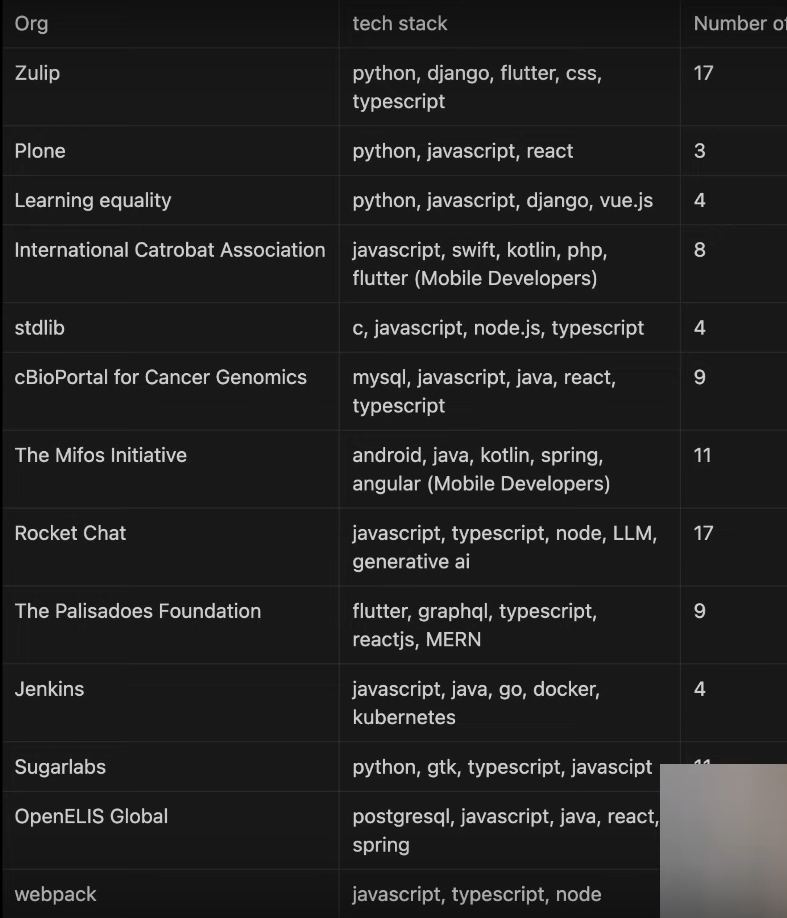 Org tech stack Number of
Zulip python, django, flutter, css, 17
typescript
Plone python, javascript, react 3
Learning equality python, javascript, django, vue.js 4
International Catrobat Association javascript, swift, kotlin, php, 8
flutter (Mobile Developers)
stdlib c, javascript, node.js, typescript 4
cBioPortal for Cancer Genomics mysql, javascript, java, react, 9
typescript
The Mifos Initiative android, java, kotlin, spring, 11
angular (Mobile Developers)
Rocket Chat javascript, typescript, node, LLM, 17
generative ai
The Palisadoes Foundation flutter, graphql, typescript, 9
reactjs, MERN
Jenkins javascript, java, go, docker, 4
kubernetes
Sugarlabs python, gtk, typescript, javascipt
OpenELIS Global postgresql, javascript, java, react,
spring
webpack javascript, typescript, node